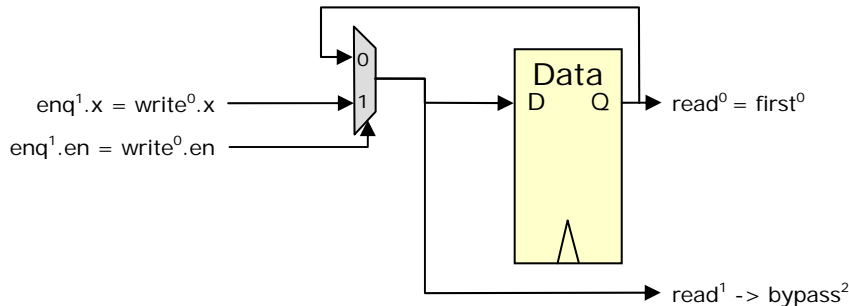 0
Data
enq¹.x = write⁰.x
1
D
Q
read⁰ = first⁰
enq¹.en = write⁰.en
read¹ -> bypass²